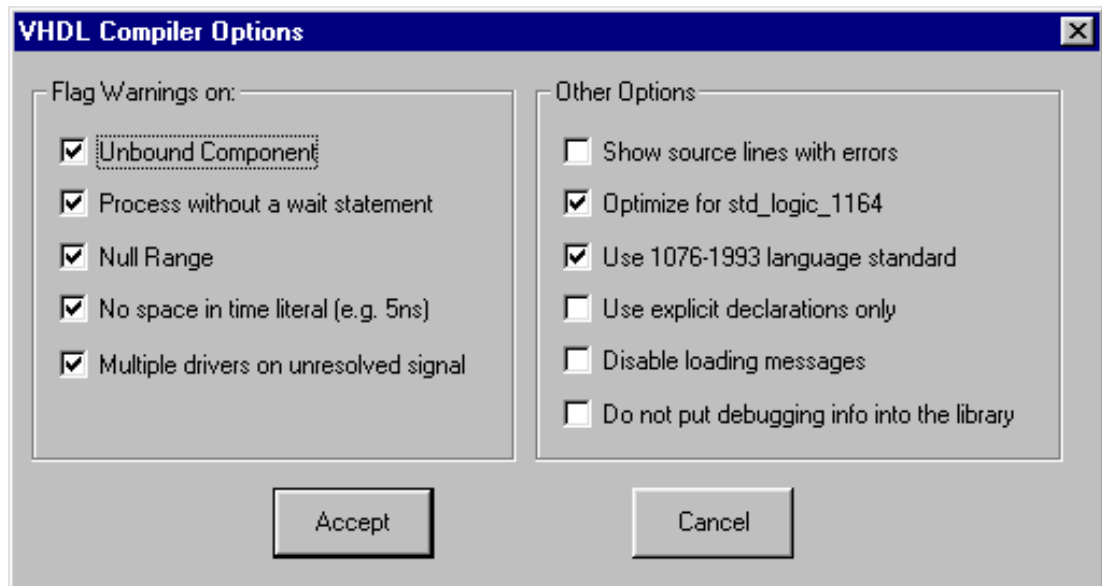 VHDL Compiler Options
Flag Warnings on:
Unbound Component
Process without a wait statement
Null Range
No space in time literal (e.g. 5ns)
Multiple drivers on unresolved signal
Other Options
Show source lines with errors
Optimize for std_logic_1164
Use 1076-1993 language standard
Use explicit declarations only
Disable loading messages
Do not put debugging info into the library
Accept
Cancel